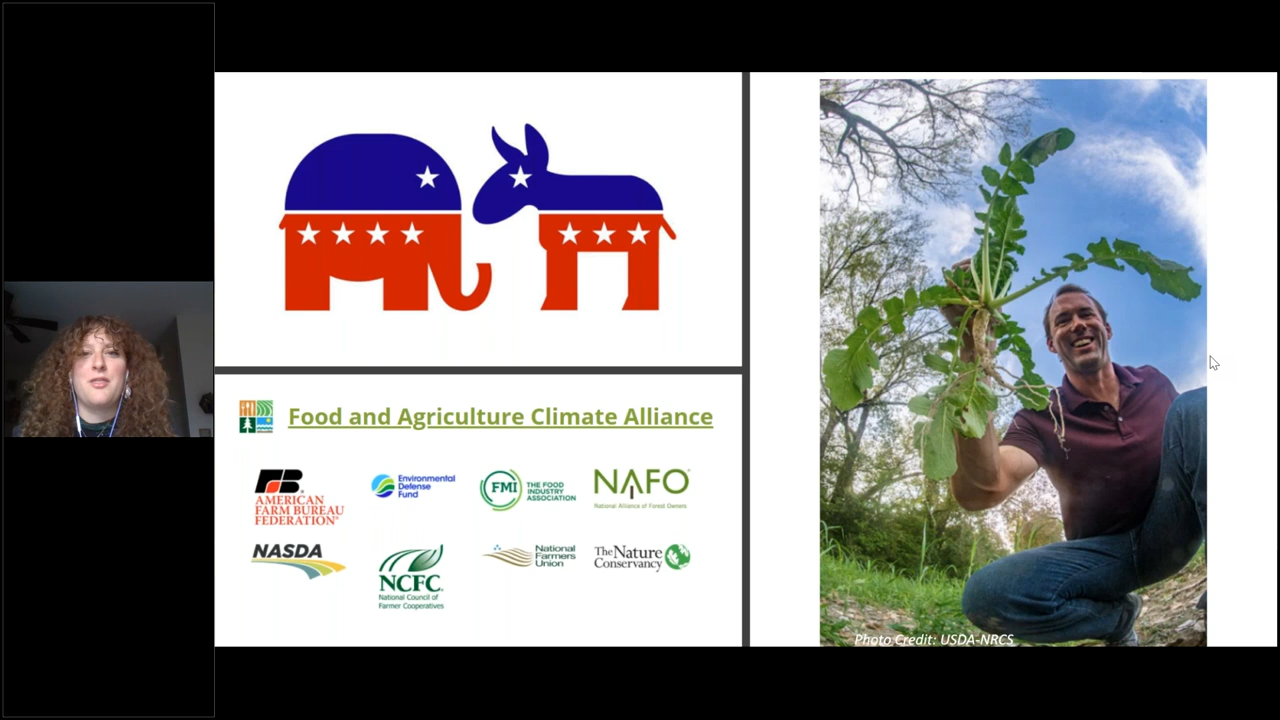 Food and Agriculture Climate Alliance
FB
AMERICAN
FARM BUREAU
FEDERATION®
Environmental
Defense
Fund
FMI
THE FOOD
INDUSTRY
ASSOCIATION
NAFO
National Alliance of Forest Owners
NASDA
NCFC
National Council of
Farmer Cooperatives
National
Farmers
Union
The Nature
Conservancy
Photo Credit: USDA-NRCS